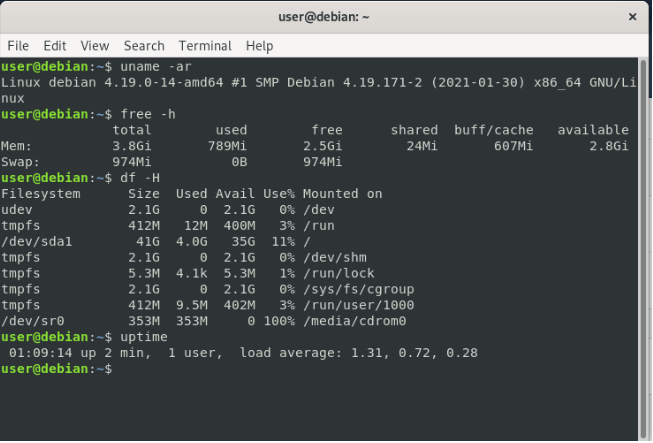 user@debian: ~
File Edit View Search Terminal Help
user@debian:~$ uname -ar
Linux debian 4.19.0-14-amd64 #1 SMP Debian 4.19.171-2 (2021-01-30) x86_64 GNU/Li
nux
user@debian:~$ free -h
              total        used        free      shared  buff/cache   available
Mem:          3.8Gi       789Mi       2.5Gi        24Mi       607Mi       2.8Gi
Swap:         974Mi          0B       974Mi
user@debian:~$ df -H
Filesystem      Size  Used Avail Use% Mounted on
udev            2.1G     0  2.1G   0% /dev
tmpfs           412M   12M  400M   3% /run
/dev/sda1        41G  4.0G   35G  11% /
tmpfs           2.1G     0  2.1G   0% /dev/shm
tmpfs           5.3M  4.1k  5.3M   1% /run/lock
tmpfs           2.1G     0  2.1G   0% /sys/fs/cgroup
tmpfs           412M  9.5M  402M   3% /run/user/1000
/dev/sr0        353M  353M     0 100% /media/cdrom0
user@debian:~$ uptime
 01:09:14 up 2 min,  1 user,  load average: 1.31, 0.72, 0.28
user@debian:~$